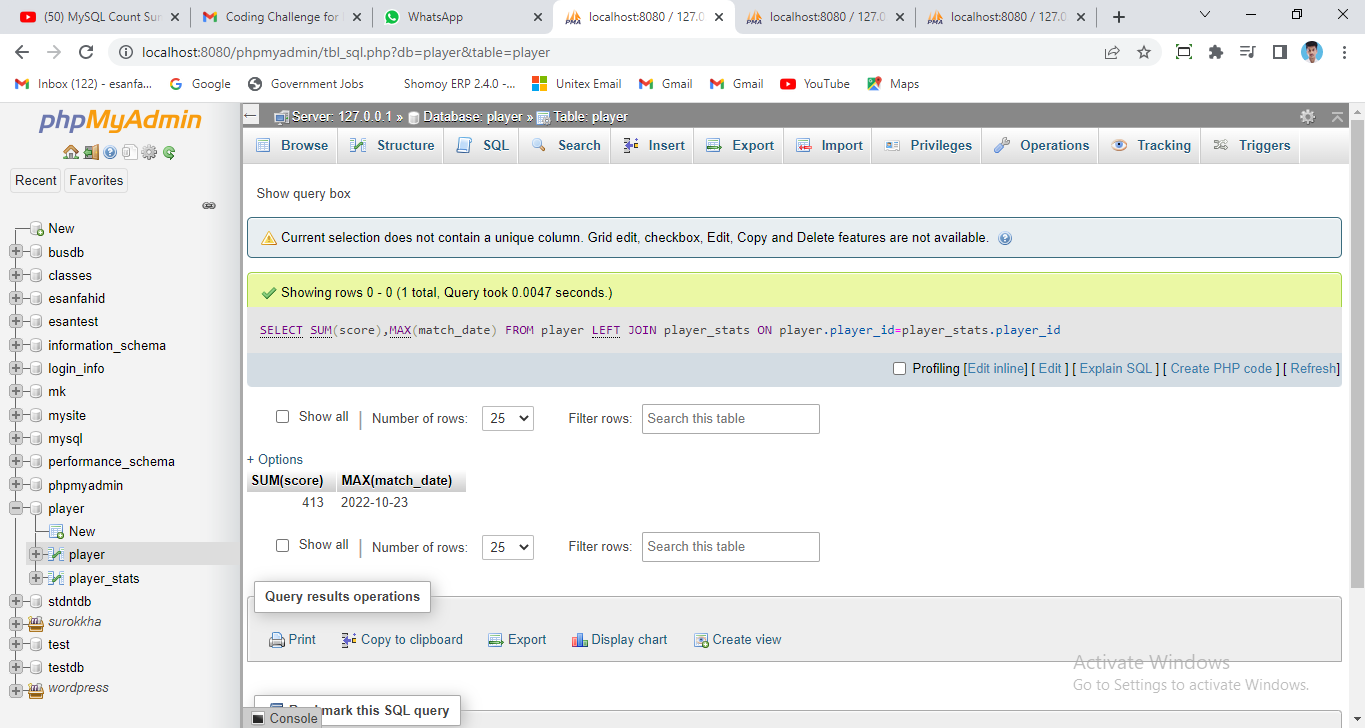 (50) MySQL Count Sun
Coding Challenge for
WhatsApp
localhost:8080 / 127.0
localhost:8080 / 127.0
localhost:8080 / 127.0
localhost:8080/phpmyadmin/tbl_sql.php?db=player&table=player
Inbox (122) - esanfa... Google Government Jobs Shomoy ERP 2.4.0 -... Unitex Email Gmail Gmail YouTube Maps
phpMyAdmin
Recent Favorites
New
busdb
classes
esanfahid
esantest
information_schema
login_info
mk
mysite
mysql
performance_schema
phpmyadmin
player
New
player
player_stats
stdntdb
surokkha
test
testdb
wordpress
Server: 127.0.0.1 » Database: player » Table: player
Browse Structure SQL Search Insert Export Import Privileges Operations Tracking Triggers
Show query box
Current selection does not contain a unique column. Grid edit, checkbox, Edit, Copy and Delete features are not available.
Showing rows 0 - 0 (1 total, Query took 0.0047 seconds.)
SELECT SUM(score),MAX(match_date) FROM player LEFT JOIN player_stats ON player.player_id=player_stats.player_id
Profiling [Edit inline] [ Edit ] [ Explain SQL ] [ Create PHP code ] [ Refresh]
Show all | Number of rows: 25 Filter rows: Search this table
+ Options
SUM(score) MAX(match_date)
413 2022-10-23
Show all | Number of rows: 25 Filter rows: Search this table
Query results operations
Print Copy to clipboard Export Display chart Create view
Activate Windows
Go to Settings to activate Windows.
mark this SQL query
Console